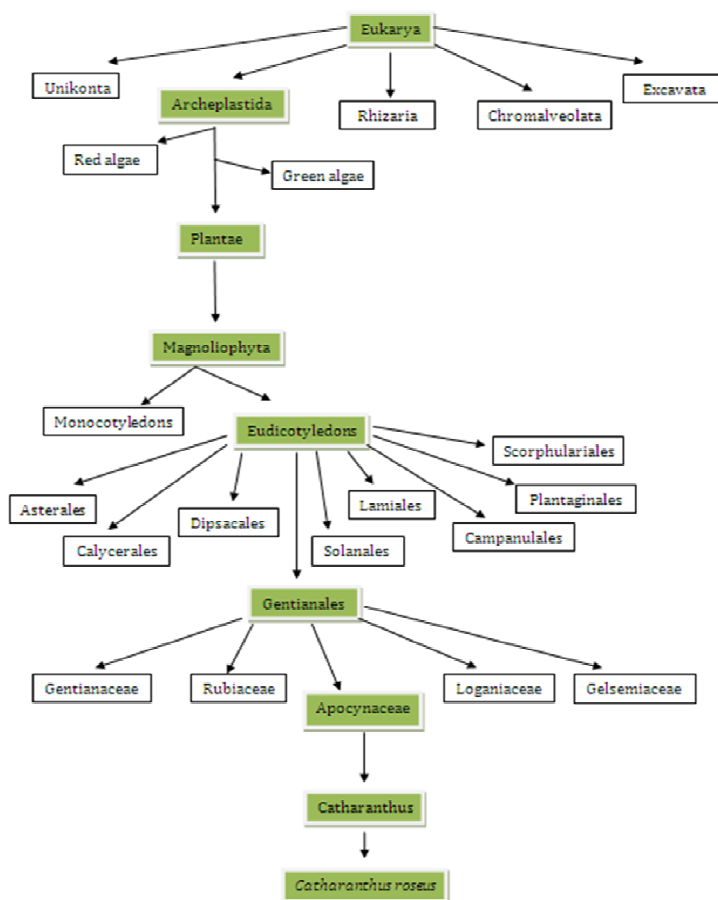 Eukarya
Unikonta
Archeplastida
Rhizaria
Chromalveolata
Excavata
Red algae
Green algae
Plantae
Magnoliophyta
Monocotyledons
Eudicotyledons
Scorphulariales
Asterales
Calycerales
Dipsacales
Solanales
Lamiales
Campanulales
Plantaginales
Gentianales
Gentianaceae
Rubiaceae
Apocynaceae
Loganiaceae
Gelsemiaceae
Catharanthus
Catharanthus roseus